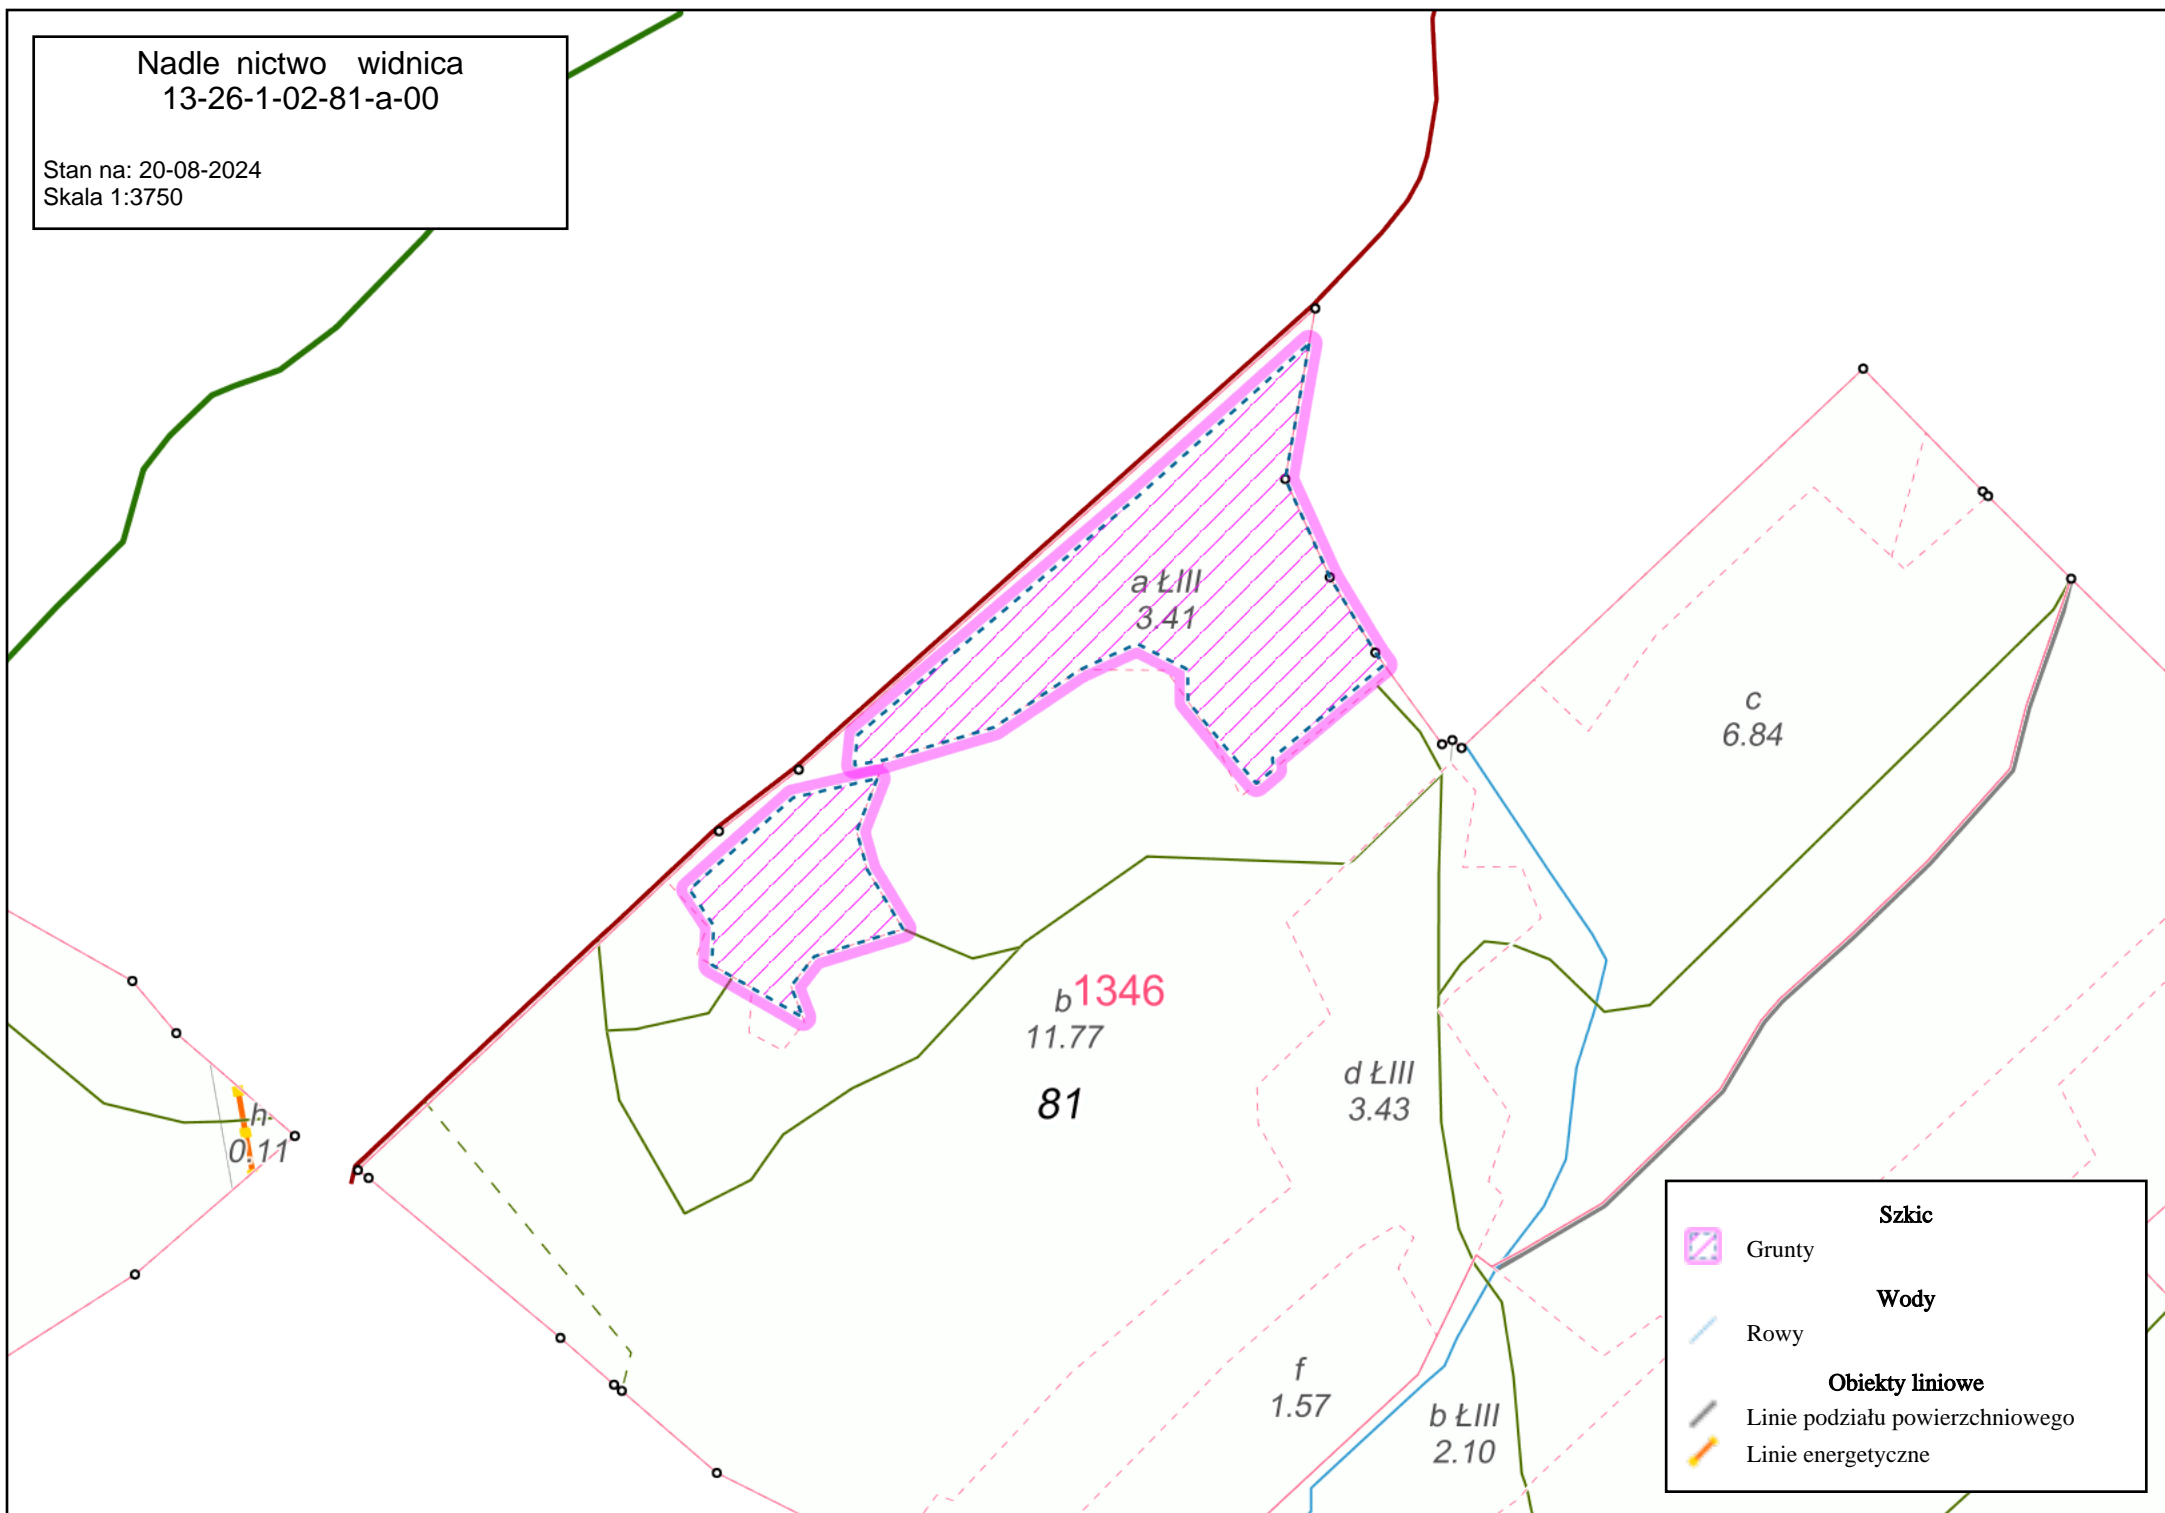 Nadle nictwo widnica
13-26-1-02-81-a-00
Stan na: 20-08-2024
Skala 1:3750
a ŁIII
3.41
c
6.84
b
1346
11.77
81
d ŁIII
3.43
h
0.11
f
1.57
b ŁIII
2.10
Szkic
Grunty
Wody
Rowy
Obiekty liniowe
Linie podziału powierzchniowego
Linie energetyczne